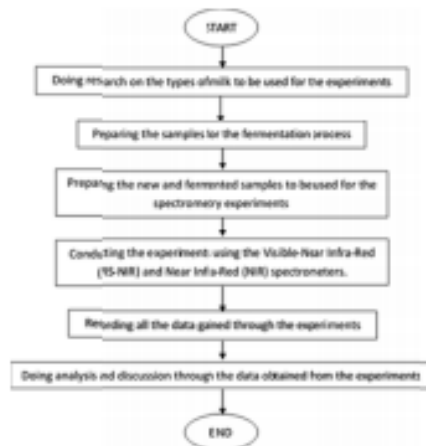 START
Doing research on the types of milk to be used for the experiments
Peparing the samples for the fermentation process
Preparing the new and fermented samples to be used for the
spectrometry experiments
Conducting the experiments using the Visible-Near Infra-Red
(VIS-NIR) and Near Infra-Red (NIR) spectrometers.
Recording all the data gained through the experiments
Doing analysis and discussion through the data obtained from the experiments
END